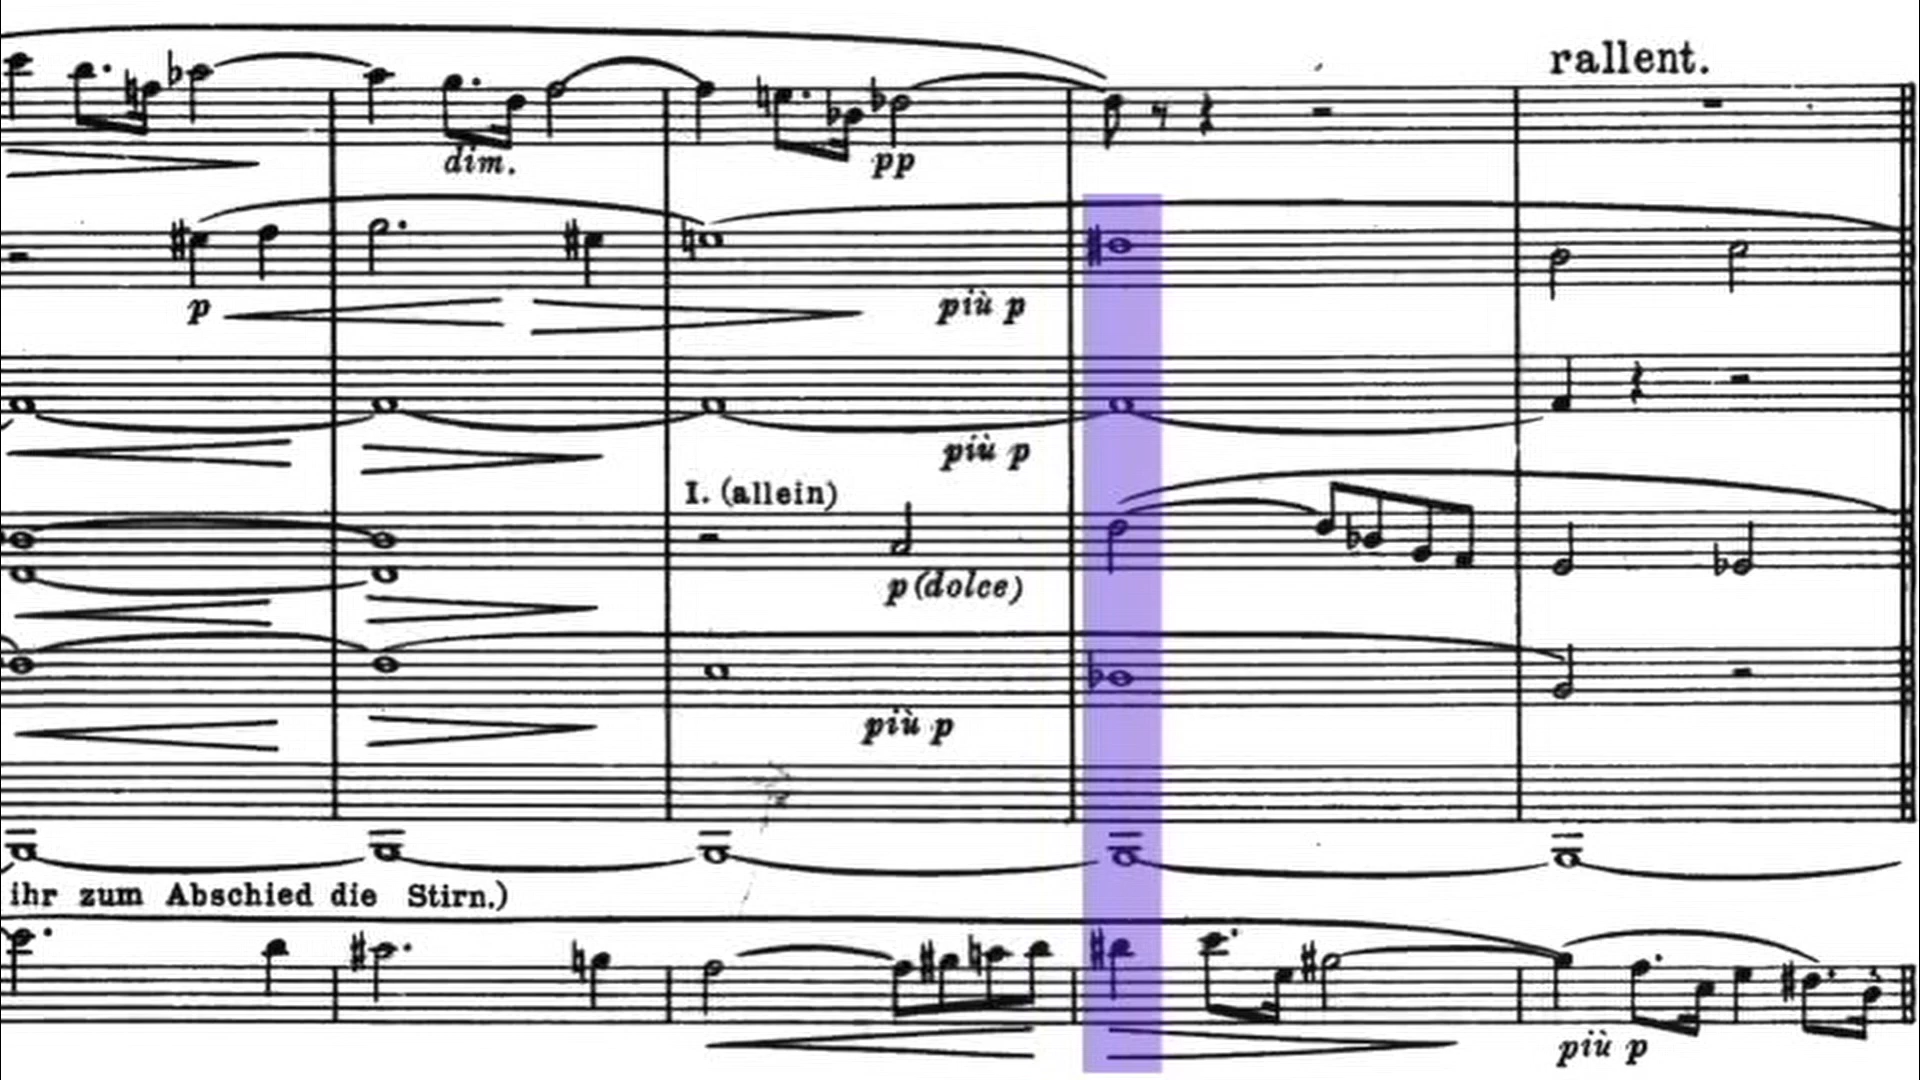 rallent.
dim.
pp
p
più p
più p
I. (allein)
p (dolce)
più p
ihr zum Abschied die Stirn.)
più p